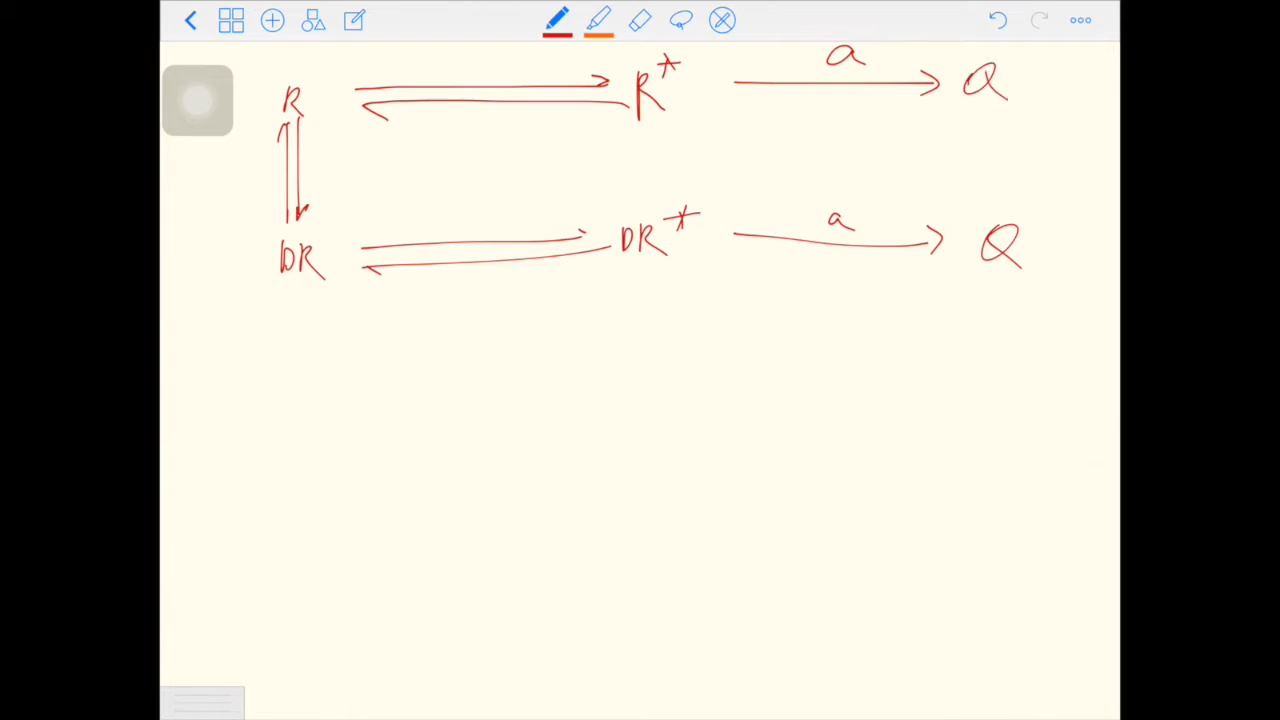 R ⇌ R* a → Q
⇅
DR ⇌ DR* a → Q